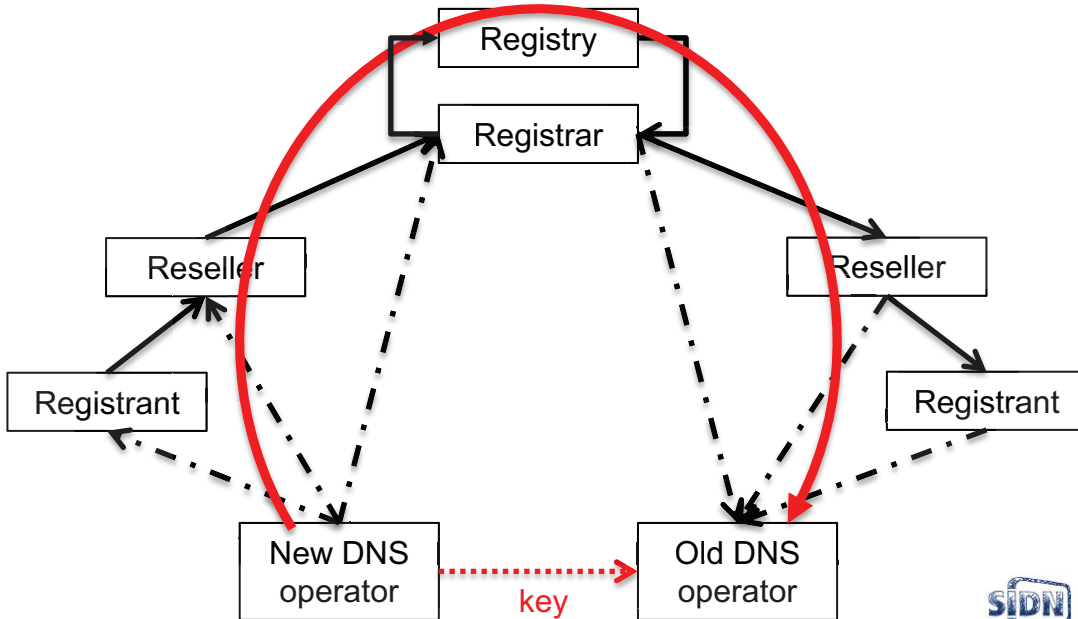 Registry
Registrar
Reseller
Reseller
Registrant
Registrant
New DNS
operator
key
Old DNS
operator
SIDN